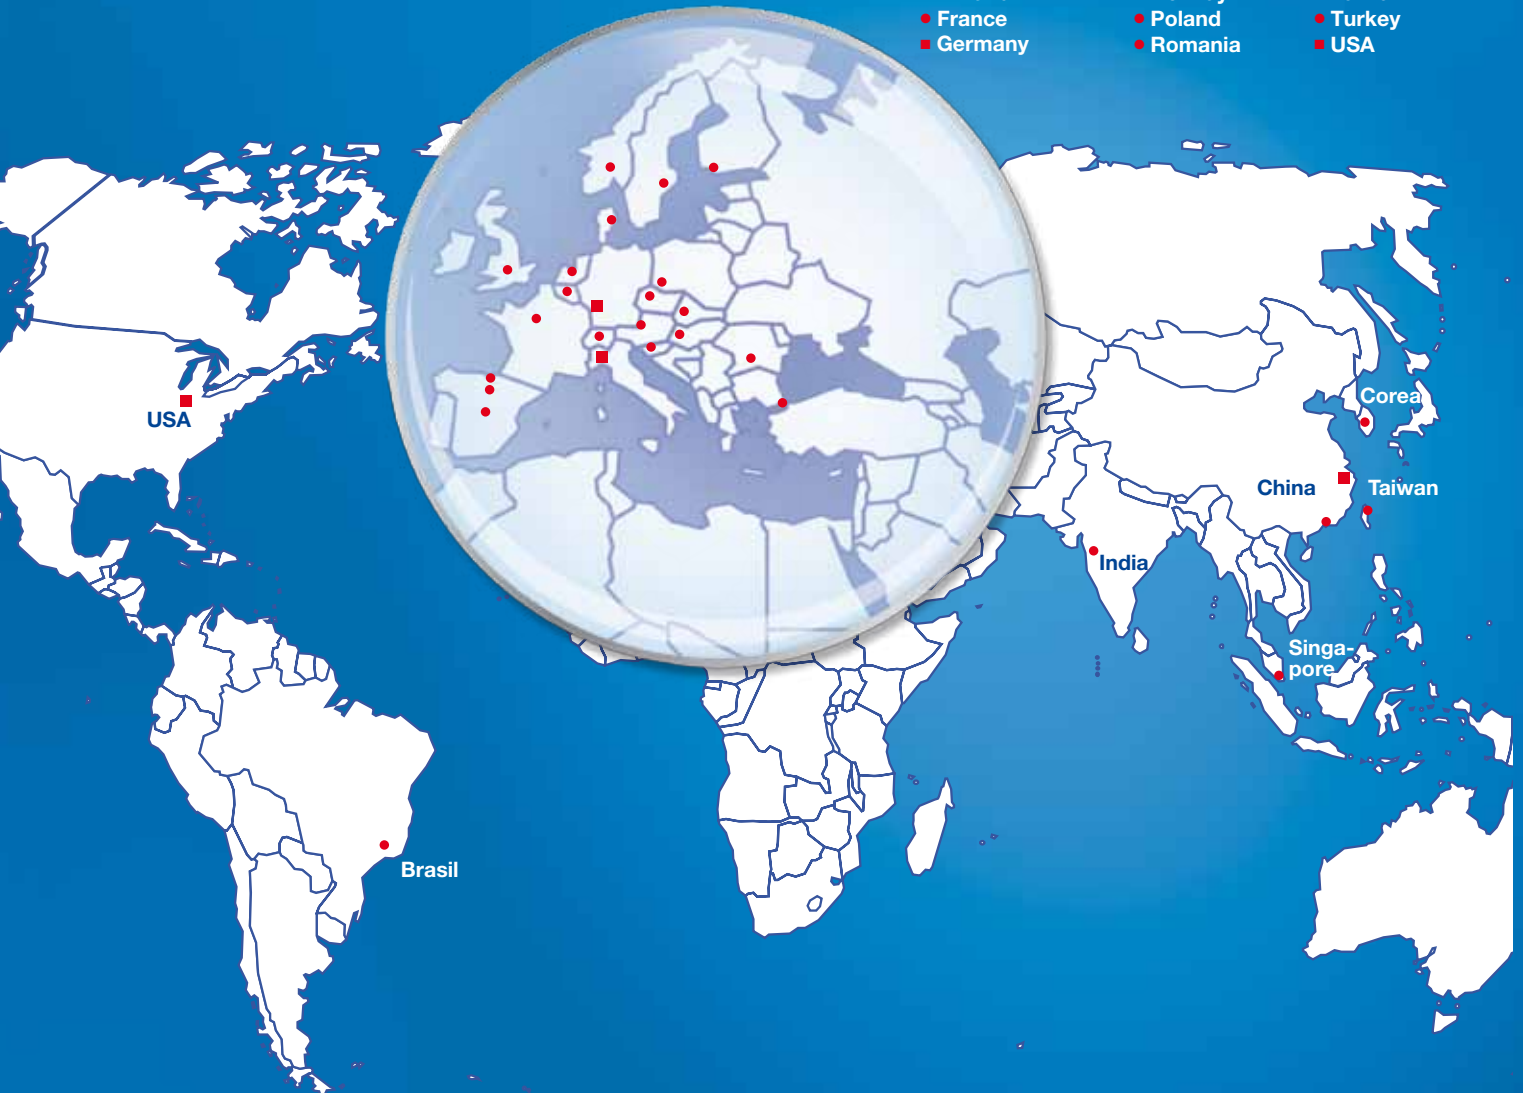 France
Poland
Turkey
Germany
Romania
USA
USA
Corea
China
Taiwan
India
Singa-
pore
Brasil